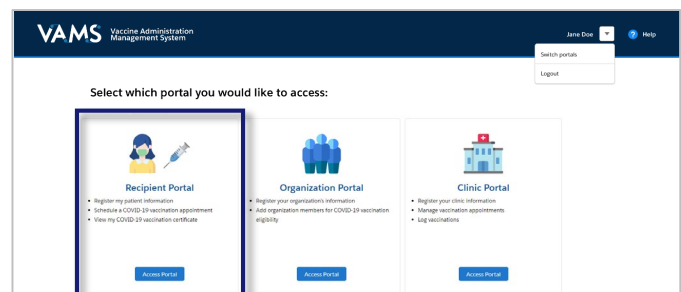 VAMS Vaccine Administration
Management System
Jane Doe
? Help
Switch portals
Logout
Select which portal you would like to access:
Recipient Portal
• Register my patient information
• Schedule a COVID-19 vaccination appointment
• View my COVID-19 vaccination certificate
Access Portal
Organization Portal
• Register your organization's information
• Add organization members for COVID-19 vaccination
eligibility
Access Portal
Clinic Portal
• Register your clinic information
• Manage vaccination appointments
• Log vaccinations
Access Portal